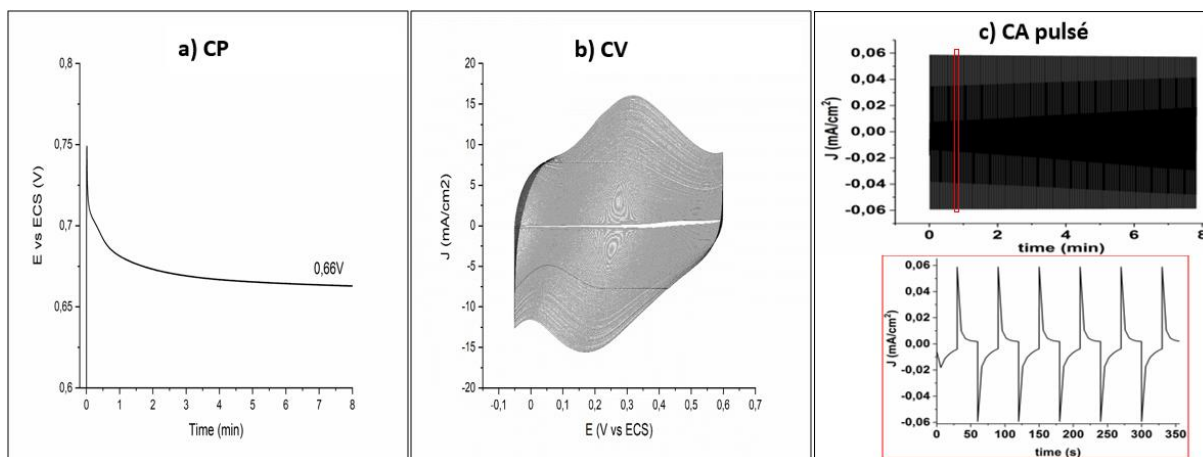 a) CP
0,8
0,75
0,7
0,65
0,6
E vs ECS (V)
0,66V
0 1 2 3 4 5 6 7 8
Time (min)
b) CV
20
15
10
5
0
-5
-10
-15
-20
J (mA/cm2)
-0,1 0 0,1 0,2 0,3 0,4 0,5 0,6 0,7
E (V vs ECS)
c) CA pulsé
0,06
0,04
0,02
0,00
-0,02
-0,04
-0,06
J (mA/cm²)
0 2 4 6 8
time (min)
0,06
0,04
0,02
0,00
-0,02
-0,04
-0,06
J (mA/cm²)
0 50 100 150 200 250 300 350
time (s)